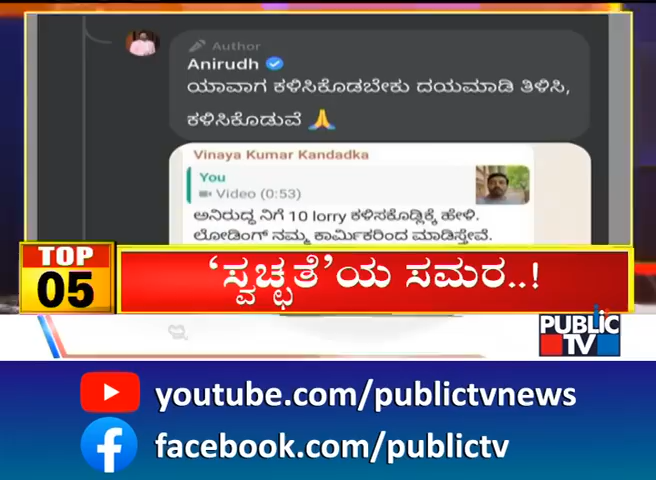 Author
Anirudh
ಯಾವಾಗ ಕಳಿಸಿಕೊಡಬೇಕು ದಯಮಾಡಿ ತಿಳಿಸಿ,
ಕಳಿಸಿಕೊಡುವೆ 🙏
Vinaya Kumar Kandadka
You
Video (0:53)
ಅನಿರುದ್ಧ ನಿಗೆ 10 lorry ಕಳಿಸಕೊಡ್ಲಿಕ್ಕೆ ಹೇಳಿ.
ಲೋಡಿಂಗ್ ನಮ್ಮ ಕಾರ್ಮಿಕರಿಂದ ಮಾಡಿಸ್ತೇವೆ.
TOP
05
‘ಸ್ವಚ್ಛತೆ’ಯ ಸಮರ..!
PUBLiC
TV
youtube.com/publictvnews
facebook.com/publictv